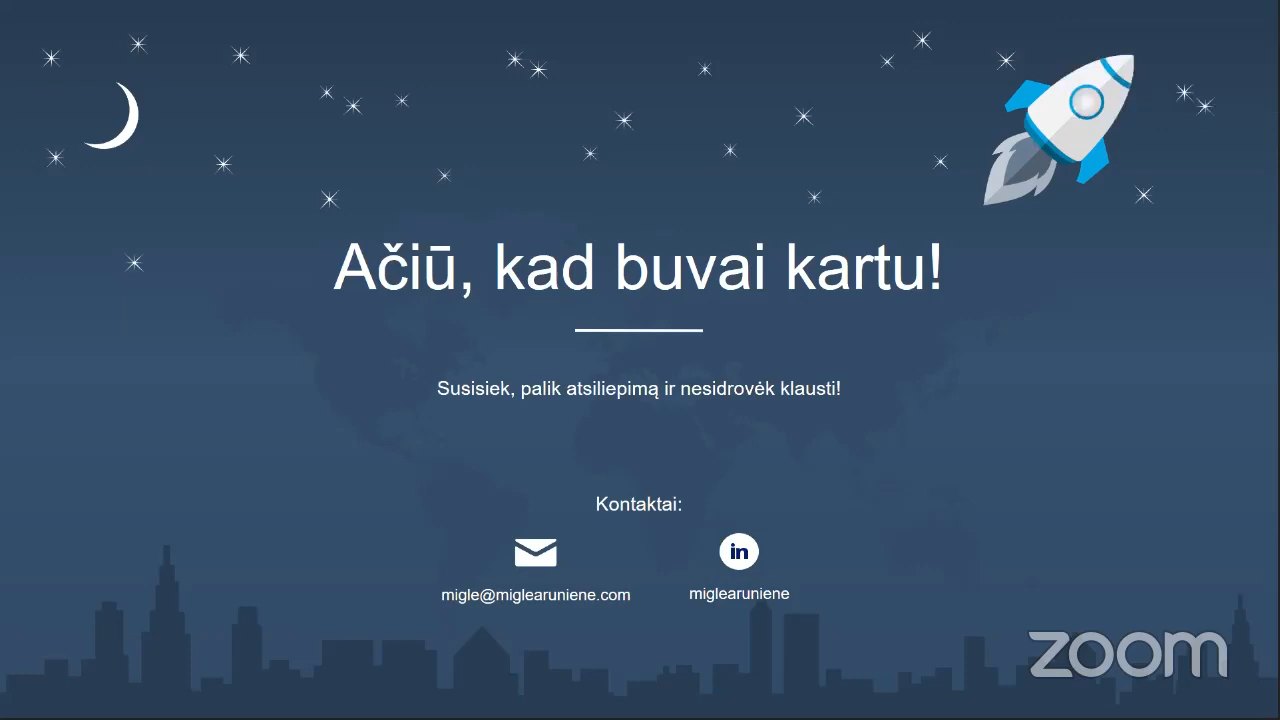 Ačiū, kad buvai kartu!
Susisiek, palik atsiliepimą ir nesidrovėk klausti!
Kontaktai:
in
migle@miglearuniene.com
miglearuniene
zoom